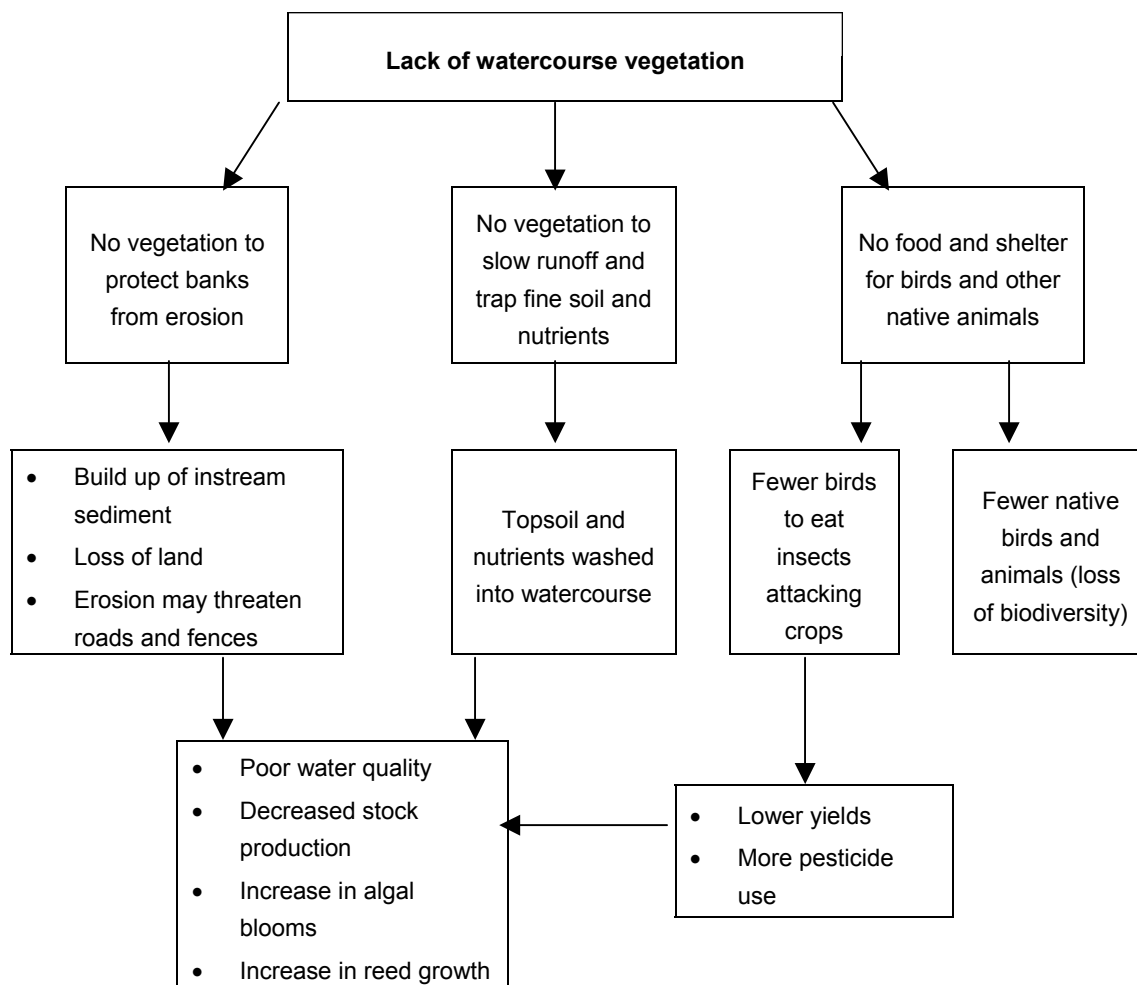 Lack of watercourse vegetation
No vegetation to
protect banks
from erosion
No vegetation to
slow runoff and
trap fine soil and
nutrients
No food and shelter
for birds and other
native animals
• Build up of instream
sediment
• Loss of land
• Erosion may threaten
roads and fences
Topsoil and
nutrients washed
into watercourse
Fewer birds
to eat
insects
attacking
crops
Fewer native
birds and
animals (loss
of biodiversity)
• Poor water quality
• Decreased stock
production
• Increase in algal
blooms
• Increase in reed growth
• Lower yields
• More pesticide
use